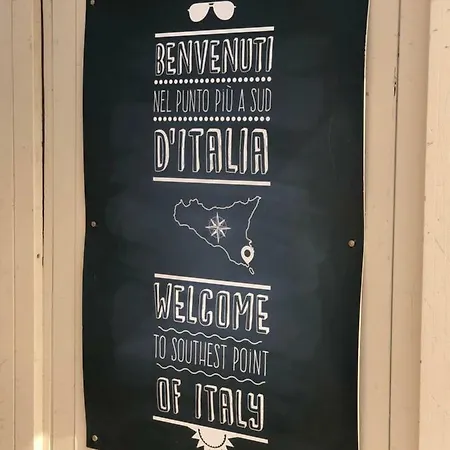 BENVENUTI
NEL PUNTO PIÙ A SUD
D'ITALIA
WELCOME
TO SOUTHEST POINT
OF ITALY